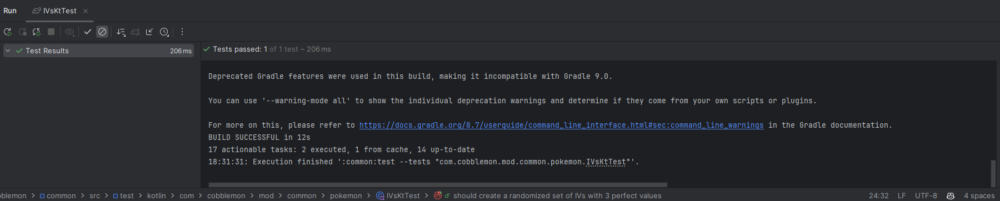 Run IVsKtTest
Test Results 206 ms
Tests passed: 1 of 1 test – 206 ms
Deprecated Gradle features were used in this build, making it incompatible with Gradle 9.0.
You can use '--warning-mode all' to show the individual deprecation warnings and determine if they come from your own scripts or plugins.
For more on this, please refer to https://docs.gradle.org/8.7/userguide/command_line_interface.html#sec:command_line_warnings in the Gradle documentation.
BUILD SUCCESSFUL in 12s
17 actionable tasks: 2 executed, 1 from cache, 14 up-to-date
18:31:31: Execution finished ':common:test --tests "com.cobblemon.mod.common.pokemon.IVsKtTest"'.
blemon > common > src > test > kotlin > com > cobblemon > mod > common > pokemon > IVsKtTest > should create a randomized set of IVs with 3 perfect values 24:32 LF UTF-8 4 spaces